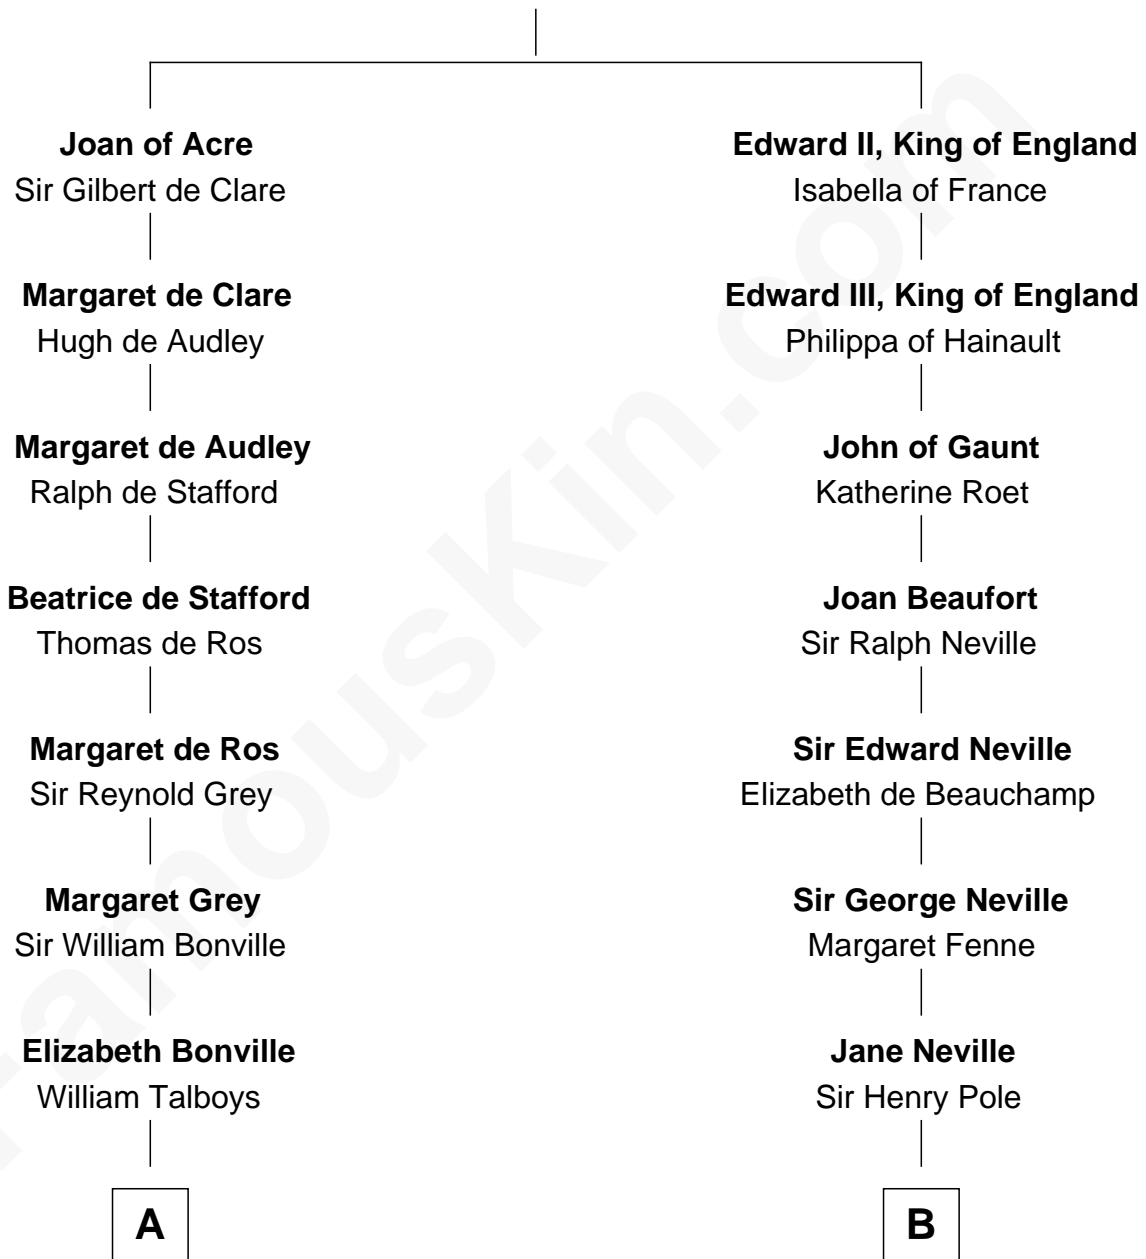 Joan of Acre
Sir Gilbert de Clare
Margaret de Clare
Hugh de Audley
Margaret de Audley
Ralph de Stafford
Beatrice de Stafford
Thomas de Ros
Margaret de Ros
Sir Reynold Grey
Margaret Grey
Sir William Bonville
Elizabeth Bonville
William Talboys
A
Edward II, King of England
Isabella of France
Edward III, King of England
Philippa of Hainault
John of Gaunt
Katherine Roet
Joan Beaufort
Sir Ralph Neville
Sir Edward Neville
Elizabeth de Beauchamp
Sir George Neville
Margaret Fenne
Jane Neville
Sir Henry Pole
B
FamousKin.com